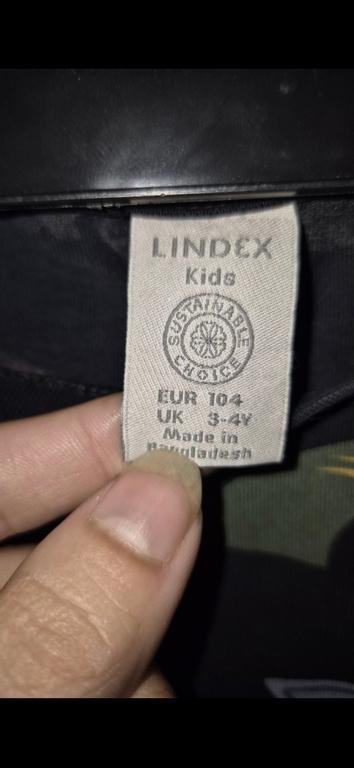 LINDEX
Kids
SUSTAINABLE
CHOICE
EUR 104
UK 3-4Y
Made in
Bangladesh